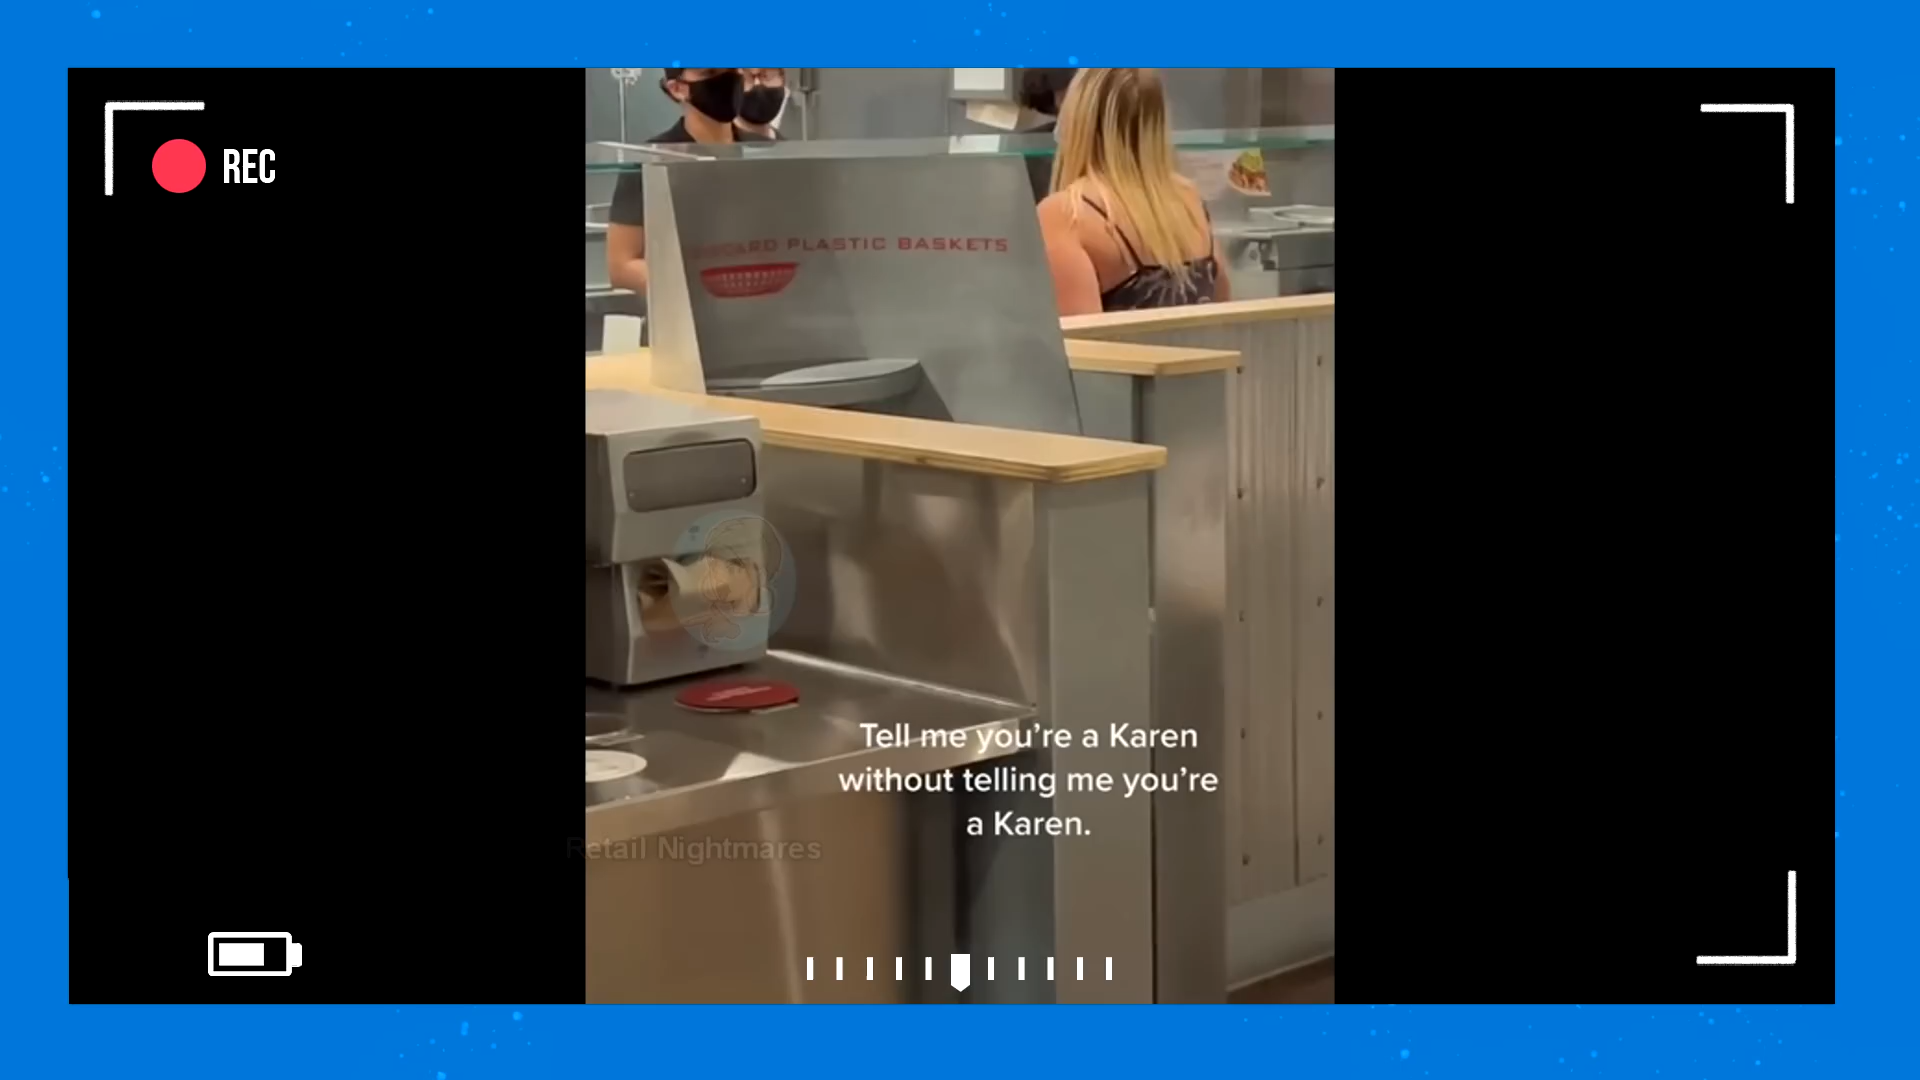 REC
PLASTIC BASKETS
Tell me you're a Karen
without telling me you're
a Karen.
Retail Nightmares